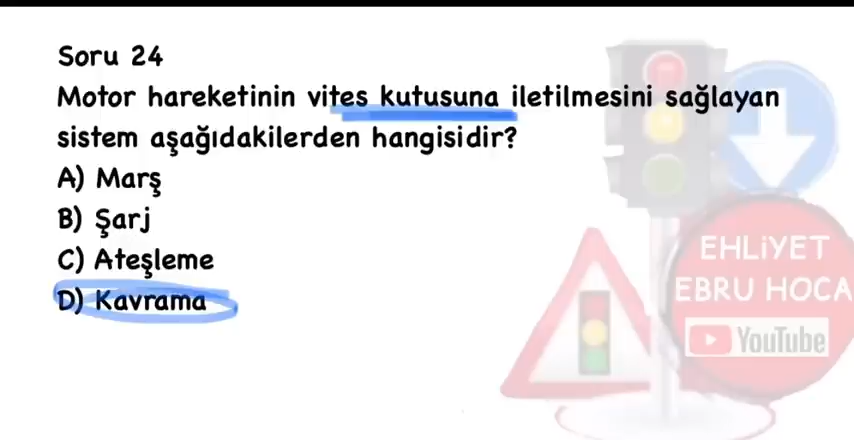 Soru 24
Motor hareketinin vites kutusuna iletilmesini sağlayan
sistem aşağıdakilerden hangisidir?
A) Marş
B) Şarj
C) Ateşleme
D) Kavrama
EHLİYET
EBRU HOCA
YouTube